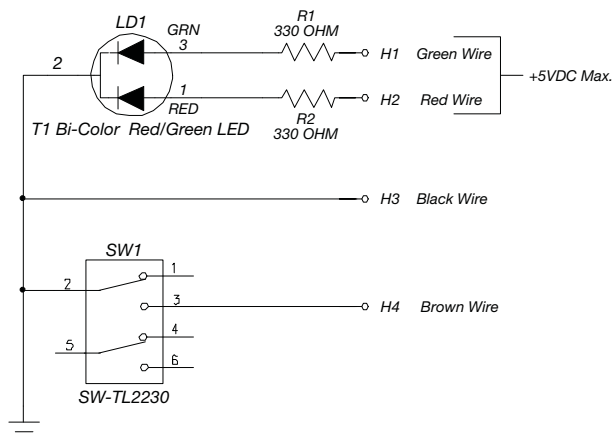 LD1
GRN
3
R1
330 OHM
H1 Green Wire
2
+5VDC Max.
1
RED
R2
330 OHM
H2 Red Wire
T1 Bi-Color Red/Green LED
H3 Black Wire
SW1
1
2
3
H4 Brown Wire
4
5
6
SW-TL2230